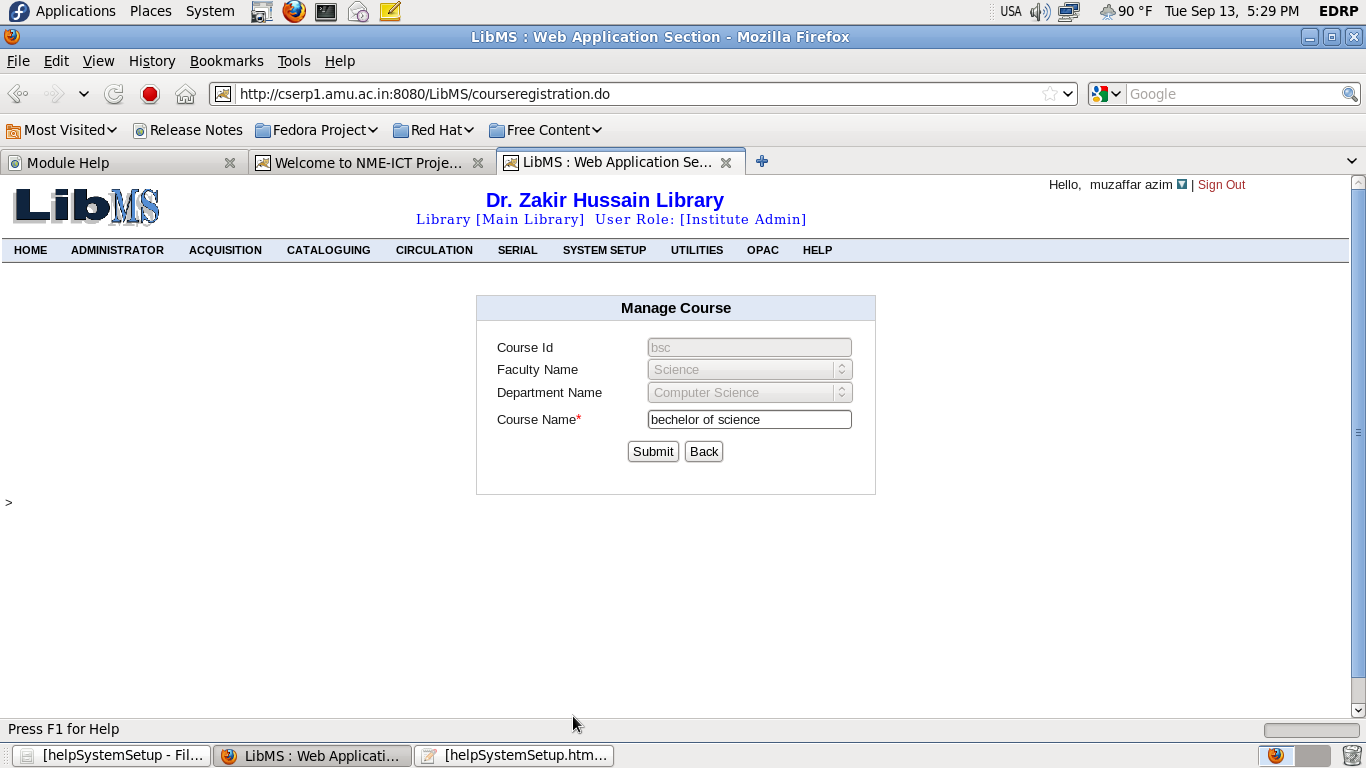 Applications Places System USA 90 °F Tue Sep 13, 5:29 PM EDRP
LibMS : Web Application Section - Mozilla Firefox
File Edit View History Bookmarks Tools Help
http://cserp1.amu.ac.in:8080/LibMS/courseregistration.do Google
Most Visited Release Notes Fedora Project Red Hat Free Content
Module Help Welcome to NME-ICT Proje... LibMS : Web Application Se...
LibMS
Hello, muzaffar azim | Sign Out
Dr. Zakir Hussain Library
Library [Main Library] User Role: [Institute Admin]
HOME ADMINISTRATOR ACQUISITION CATALOGUING CIRCULATION SERIAL SYSTEM SETUP UTILITIES OPAC HELP
Manage Course
Course Id bsc
Faculty Name Science
Department Name Computer Science
Course Name* bechelor of science
Submit Back
>
Press F1 for Help
[helpSystemSetup - Fil... LibMS : Web Applicati... [helpSystemSetup.htm...